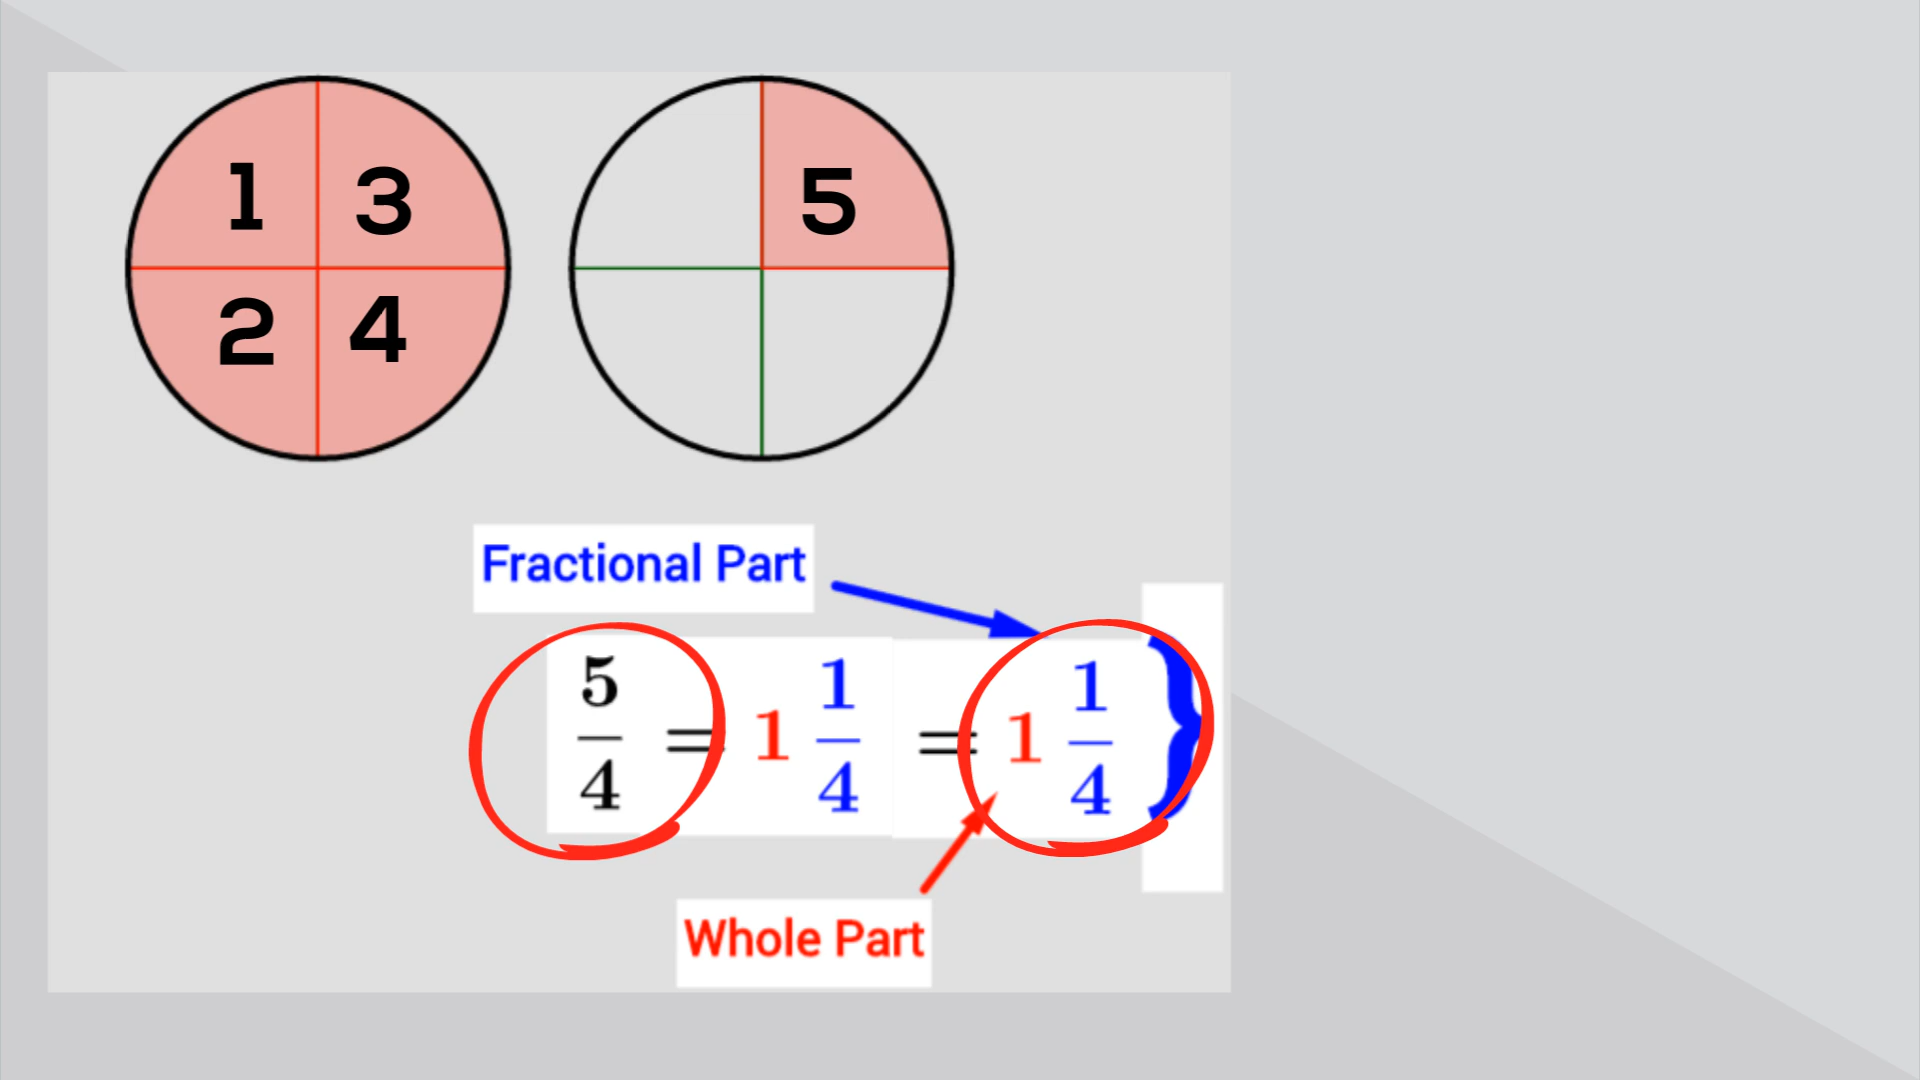 1 3 5
2 4
Fractional Part
5/4 = 1 1/4 = 1 1/4 }
Whole Part